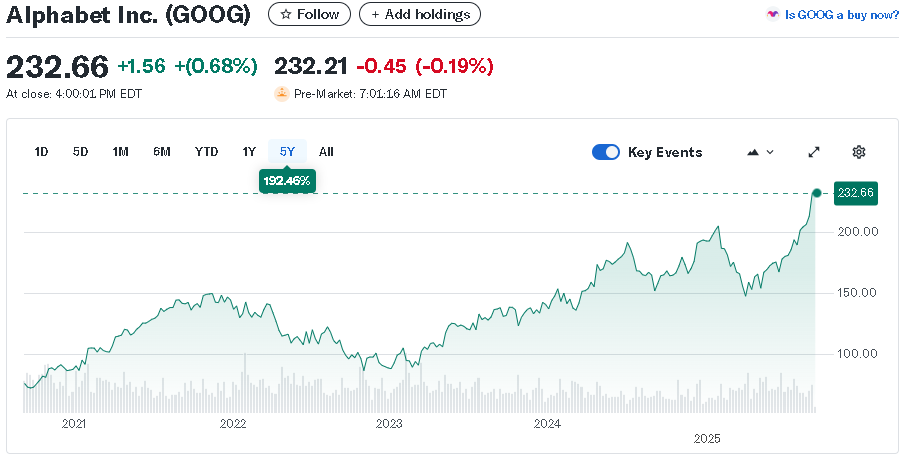 Alphabet Inc. (GOOG) ☆ Follow + Add holdings Is GOOG a buy now?
232.66 +1.56 +(0.68%) 232.21 -0.45 (-0.19%)
At close: 4:00:01 PM EDT Pre-Market: 7:01:16 AM EDT
1D 5D 1M 6M YTD 1Y 5Y All Key Events
192.46%
232.66
200.00
150.00
100.00
2021 2022 2023 2024
2025